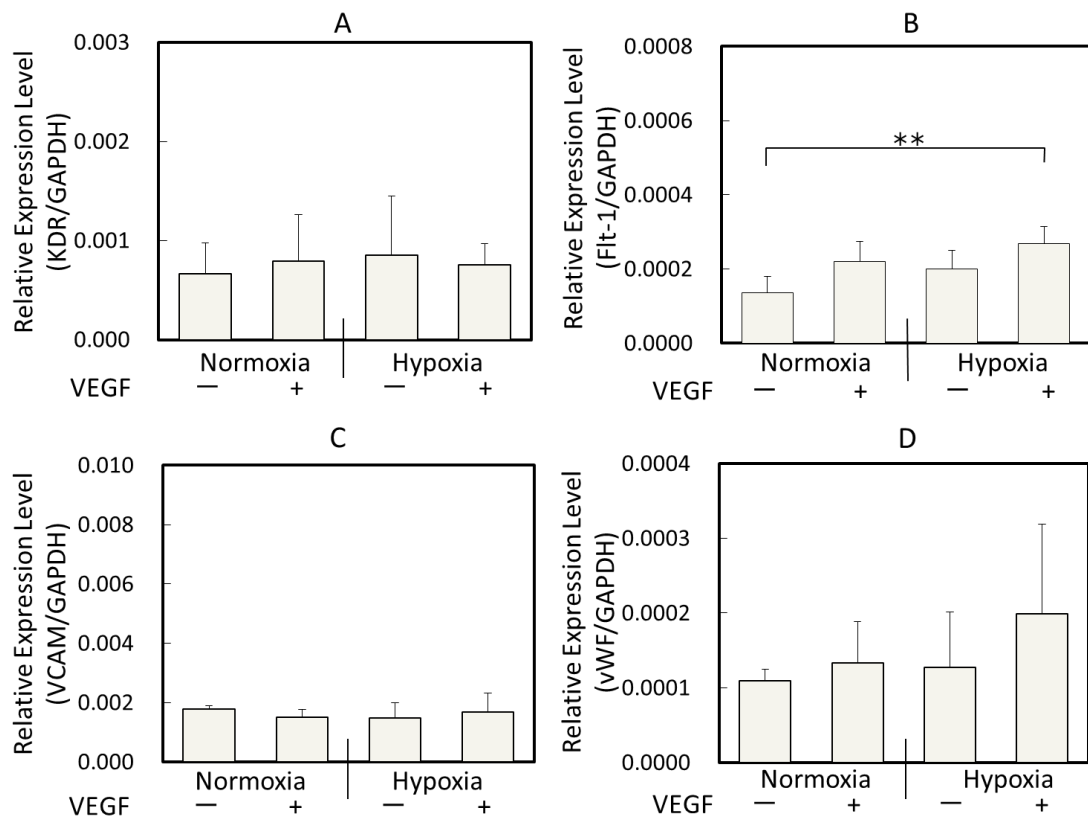 A
Relative Expression Level
(KDR/GAPDH)
0.003
0.002
0.001
0.000
Normoxia
Hypoxia
VEGF — + — +
B
Relative Expression Level
(Flt-1/GAPDH)
0.0008
0.0006
0.0004
0.0002
0.0000
**
Normoxia
Hypoxia
VEGF — + — +
C
Relative Expression Level
(VCAM/GAPDH)
0.010
0.008
0.006
0.004
0.002
0.000
Normoxia
Hypoxia
VEGF — + — +
D
Relative Expression Level
(vWF/GAPDH)
0.0004
0.0003
0.0002
0.0001
0.0000
Normoxia
Hypoxia
VEGF — + — +